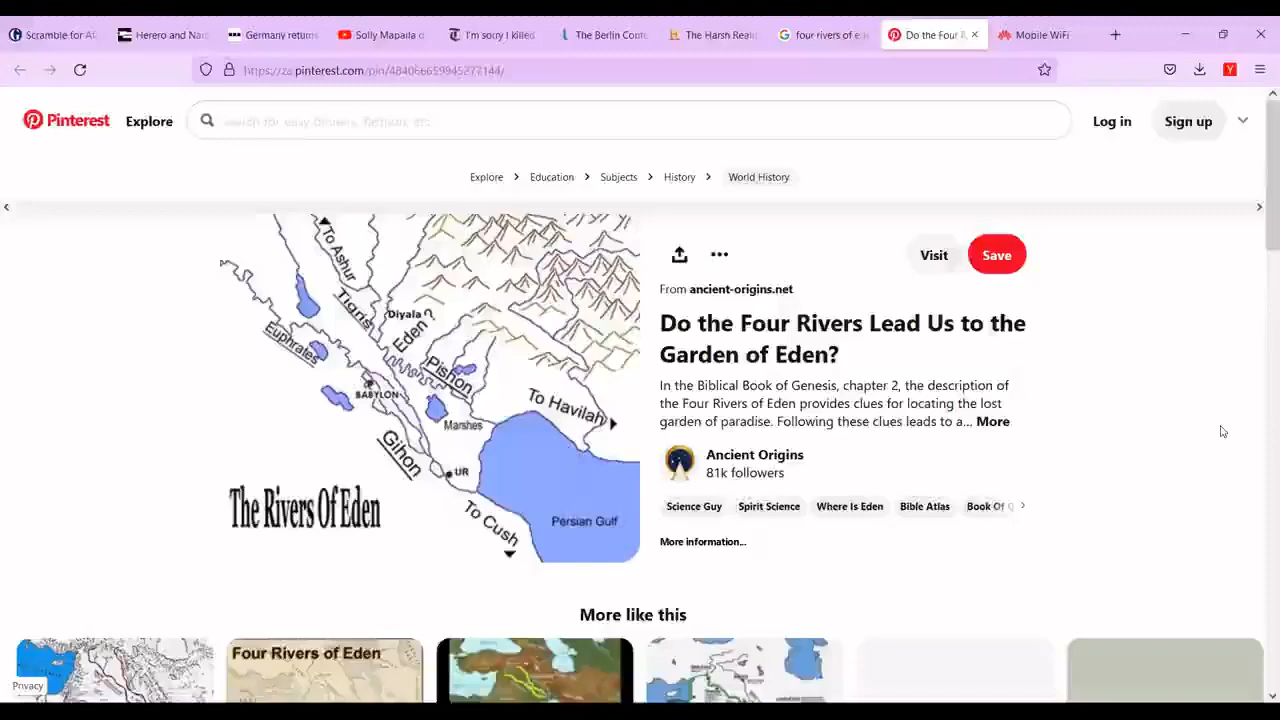 Scramble for Af
Herero and Nam
Germany returns
Solly Mapaila o
I'm sorry I killed
The Berlin Conf
The Harsh Reali
four rivers of e
Do the Four R
Mobile WiFi
https://za.pinterest.com/pin/484066659945277144/
Pinterest
Explore
Log in
Sign up
Explore
Education
Subjects
History
World History
To Ashur
Tigris
Diyala ?
Eden ?
Euphrates
Pishon
BABYLON
To Havilah
Marshes
Gihon
UR
The Rivers Of Eden
To Cush
Persian Gulf
Visit
Save
From ancient-origins.net
Do the Four Rivers Lead Us to the
Garden of Eden?
In the Biblical Book of Genesis, chapter 2, the description of
the Four Rivers of Eden provides clues for locating the lost
garden of paradise. Following these clues leads to a... More
Ancient Origins
81k followers
Science Guy
Spirit Science
Where Is Eden
Bible Atlas
Book Of
More information...
More like this
Four Rivers of Eden
Privacy